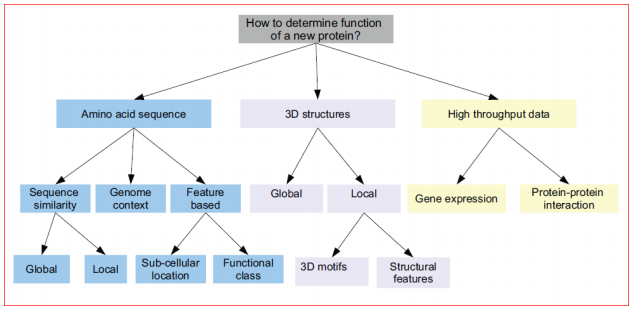 How to determine function
of a new protein?
Amino acid sequence
3D structures
High throughput data
Sequence
similarity
Genome
context
Feature
based
Global
Local
Gene expression
Protein-protein
interaction
Global
Local
Sub-cellular
location
Functional
class
3D motifs
Structural
features